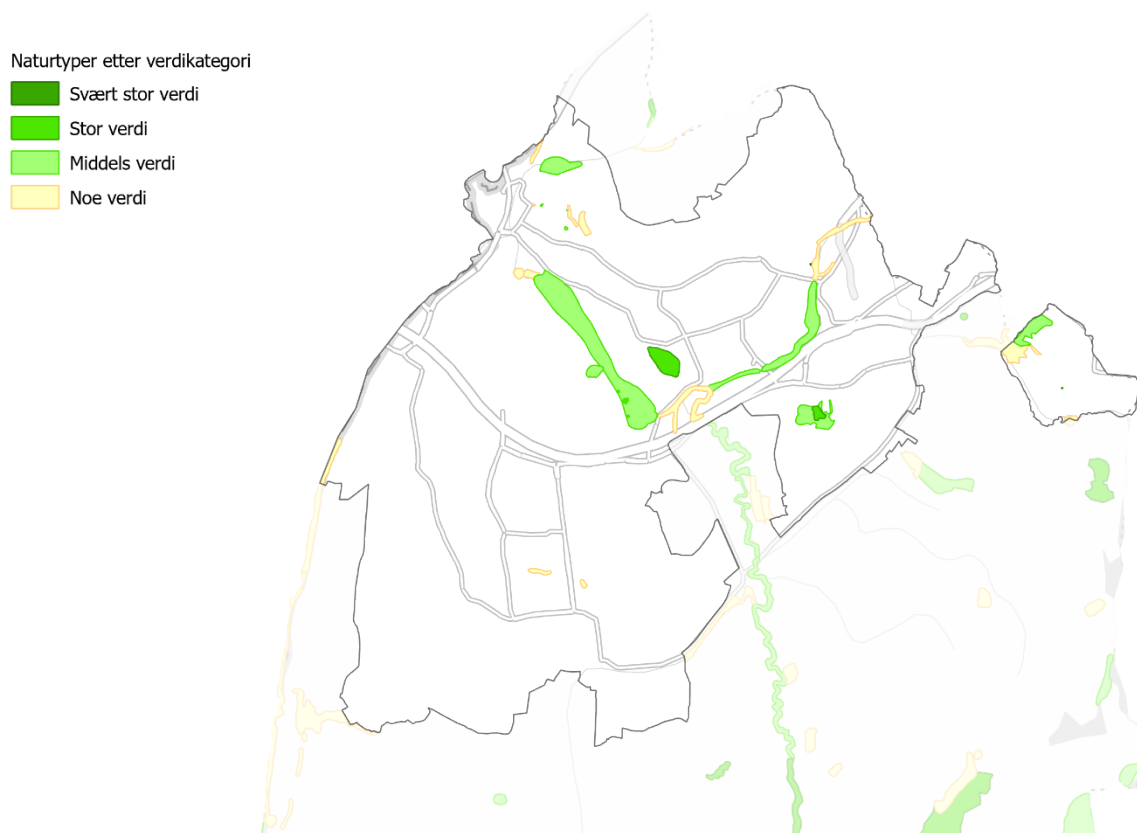 Naturtyper etter verdikategori
Svært stor verdi
Stor verdi
Middels verdi
Noe verdi